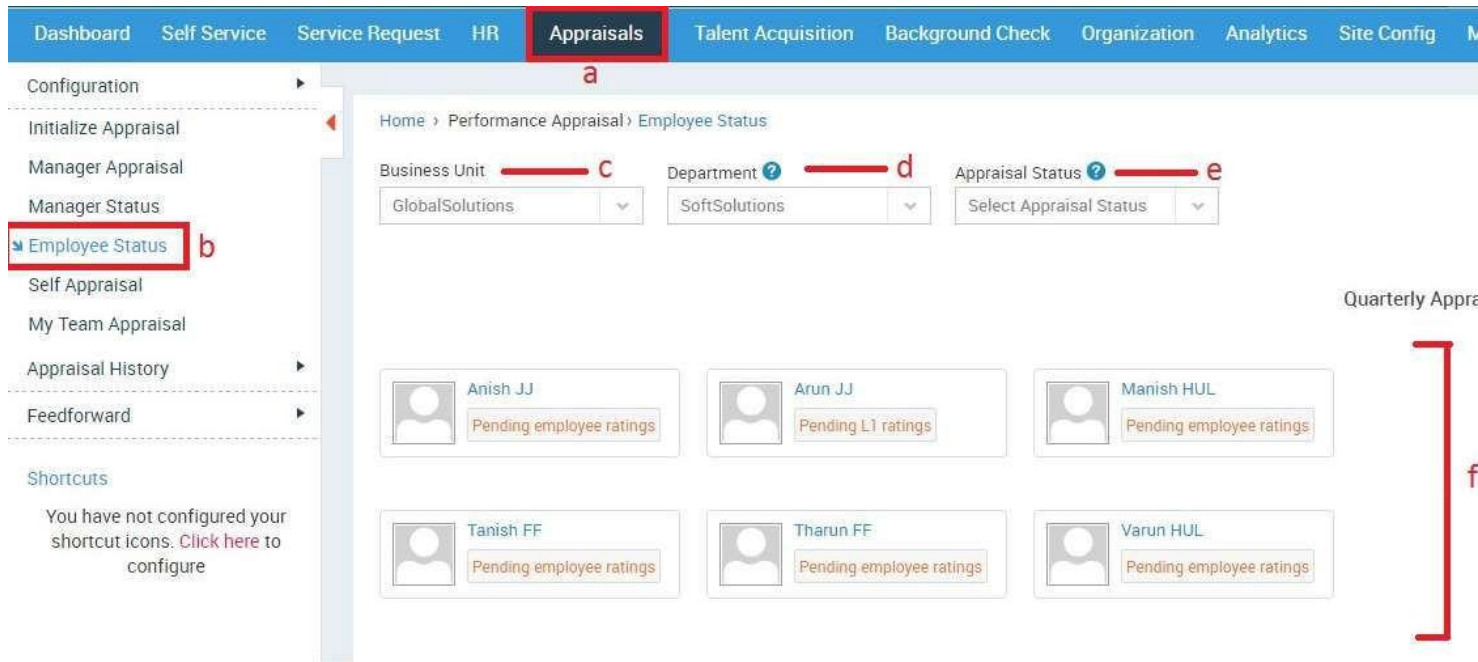 Dashboard Self Service Service Request HR Appraisals Talent Acquisition Background Check Organization Analytics Site Config M
a
Configuration
Initialize Appraisal
Manager Appraisal
Manager Status
Employee Status b
Self Appraisal
My Team Appraisal
Appraisal History
Feedforward
Shortcuts
You have not configured your
shortcut icons. Click here to
configure
Home › Performance Appraisal › Employee Status
Business Unit c Department ? d Appraisal Status ? e
GlobalSolutions SoftSolutions Select Appraisal Status
Quarterly Appra
Anish JJ Arun JJ Manish HUL
Pending employee ratings Pending L1 ratings Pending employee ratings
f
Tanish FF Tharun FF Varun HUL
Pending employee ratings Pending employee ratings Pending employee ratings